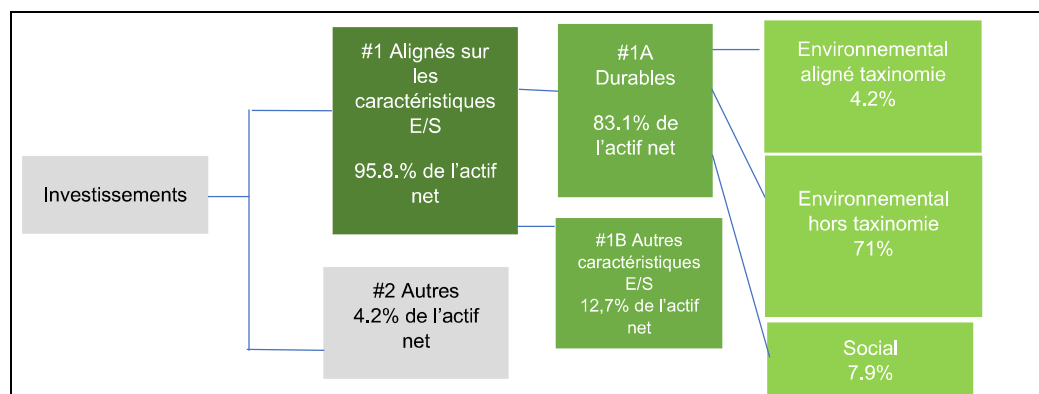 Investissements
#1 Alignés sur
les
caractéristiques
E/S
95.8.% de l’actif
net
#2 Autres
4.2% de l’actif
net
#1A
Durables
83.1% de
l’actif net
#1B Autres
caractéristiques
E/S
12,7% de l’actif
net
Environnemental
aligné taxinomie
4.2%
Environnemental
hors taxinomie
71%
Social
7.9%